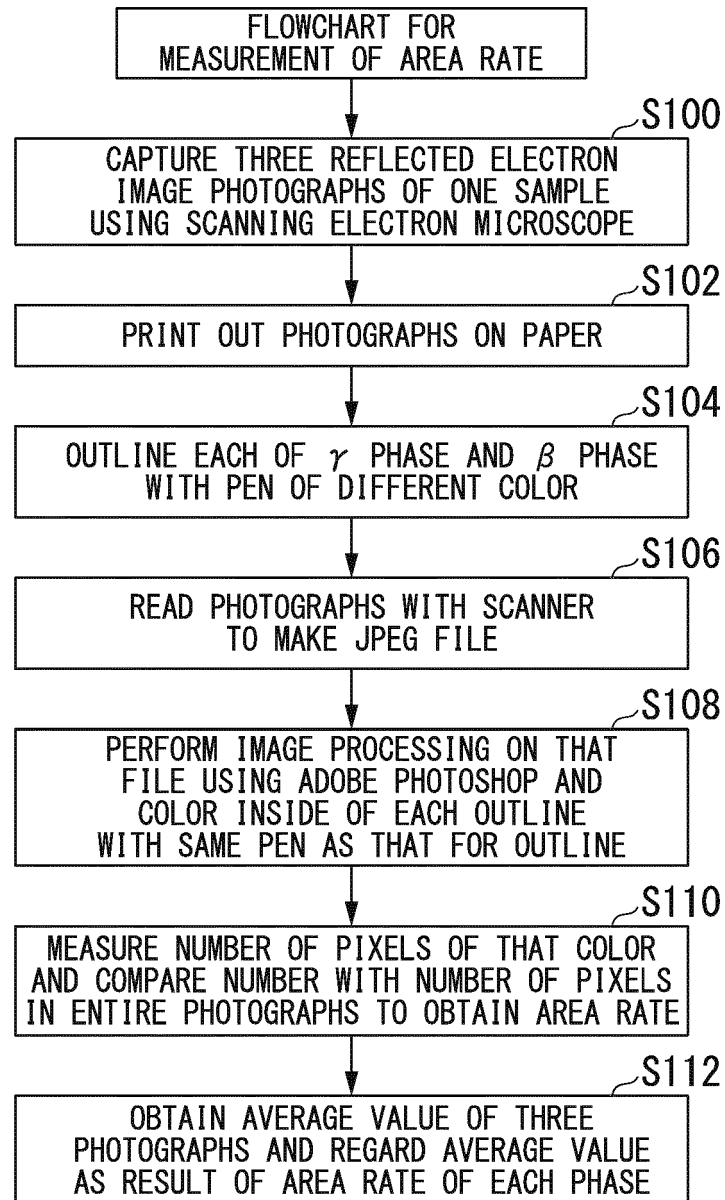 FLOWCHART FOR
MEASUREMENT OF AREA RATE
S100
CAPTURE THREE REFLECTED ELECTRON
IMAGE PHOTOGRAPHS OF ONE SAMPLE
USING SCANNING ELECTRON MICROSCOPE
S102
PRINT OUT PHOTOGRAPHS ON PAPER
S104
OUTLINE EACH OF γ PHASE AND β PHASE
WITH PEN OF DIFFERENT COLOR
S106
READ PHOTOGRAPHS WITH SCANNER
TO MAKE JPEG FILE
S108
PERFORM IMAGE PROCESSING ON THAT
FILE USING ADOBE PHOTOSHOP AND
COLOR INSIDE OF EACH OUTLINE
WITH SAME PEN AS THAT FOR OUTLINE
S110
MEASURE NUMBER OF PIXELS OF THAT COLOR
AND COMPARE NUMBER WITH NUMBER OF PIXELS
IN ENTIRE PHOTOGRAPHS TO OBTAIN AREA RATE
S112
OBTAIN AVERAGE VALUE OF THREE
PHOTOGRAPHS AND REGARD AVERAGE VALUE
AS RESULT OF AREA RATE OF EACH PHASE